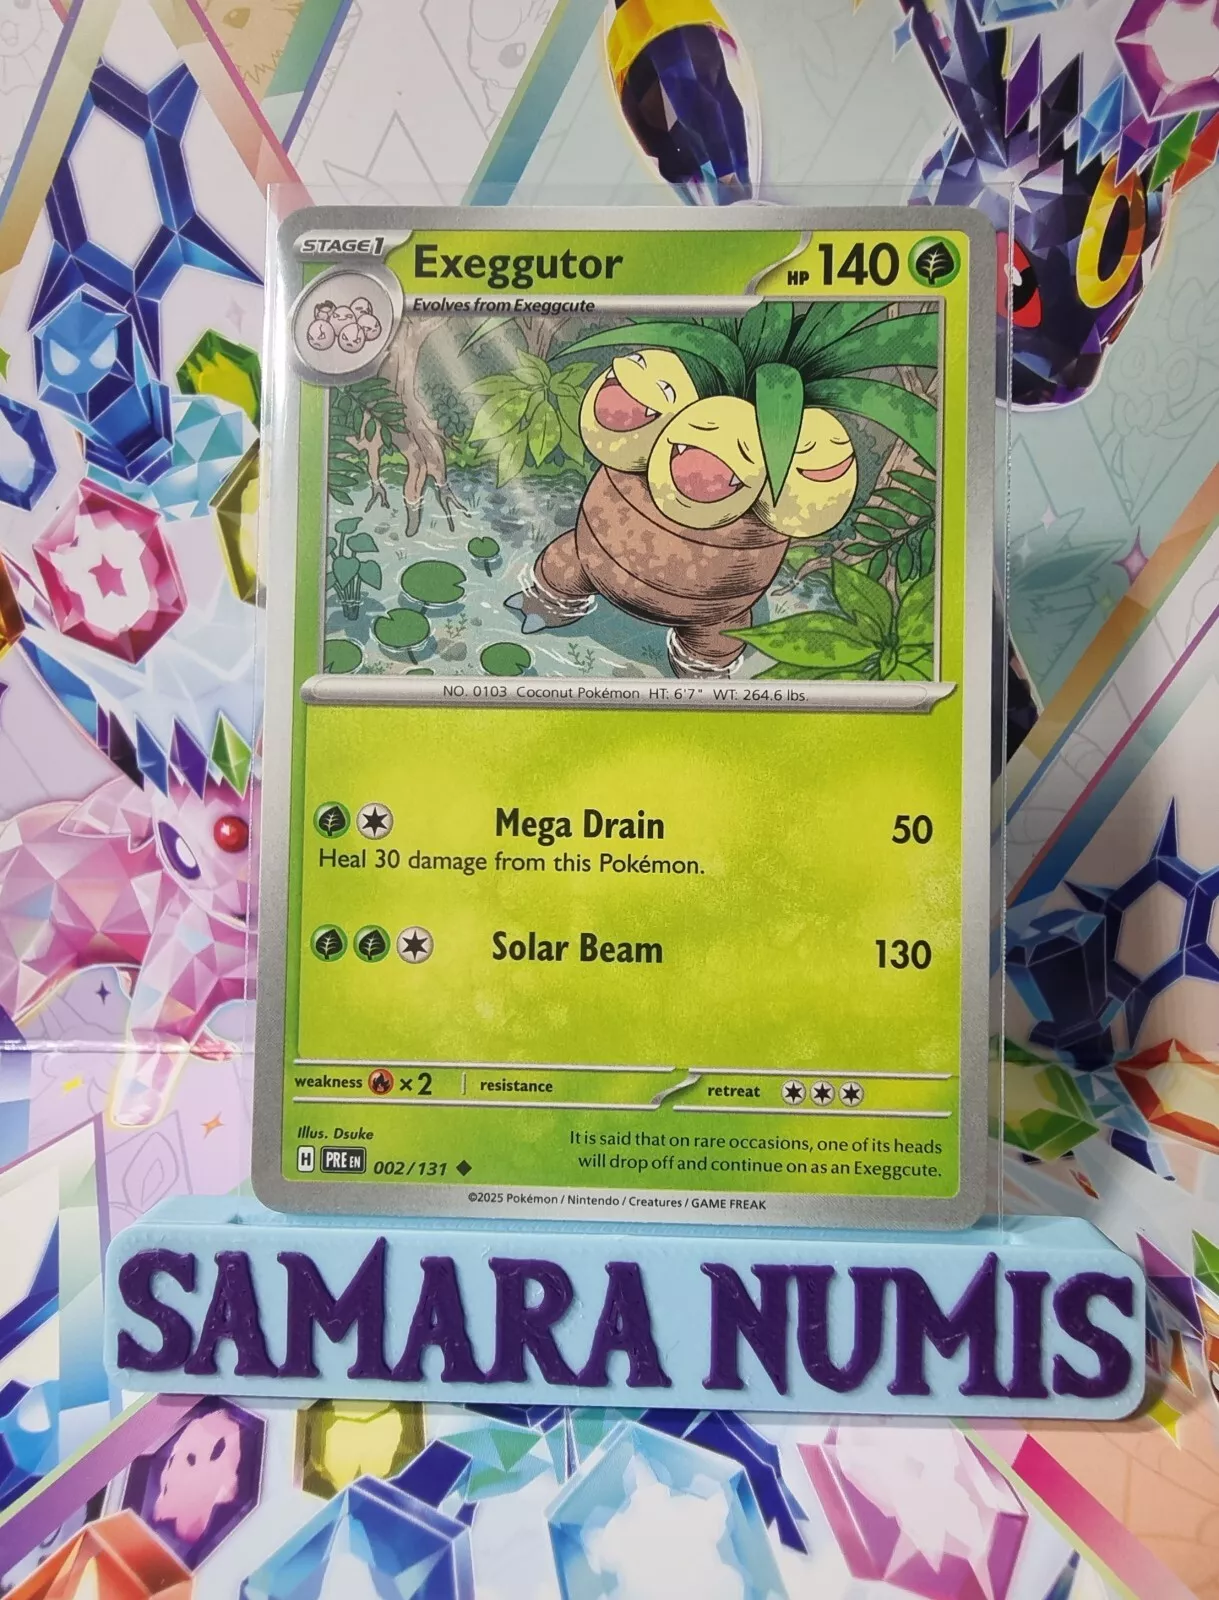 STAGE1
Exeggutor
HP 140
Evolves from Exeggcute
NO. 0103 Coconut Pokémon HT: 6'7" WT: 264.6 lbs.
Mega Drain 50
Heal 30 damage from this Pokémon.
Solar Beam 130
weakness ×2 resistance retreat
Illus. Dsuke
H PRE EN 002/131
It is said that on rare occasions, one of its heads
will drop off and continue on as an Exeggcute.
©2025 Pokémon / Nintendo / Creatures / GAME FREAK
SAMARA NUMIS